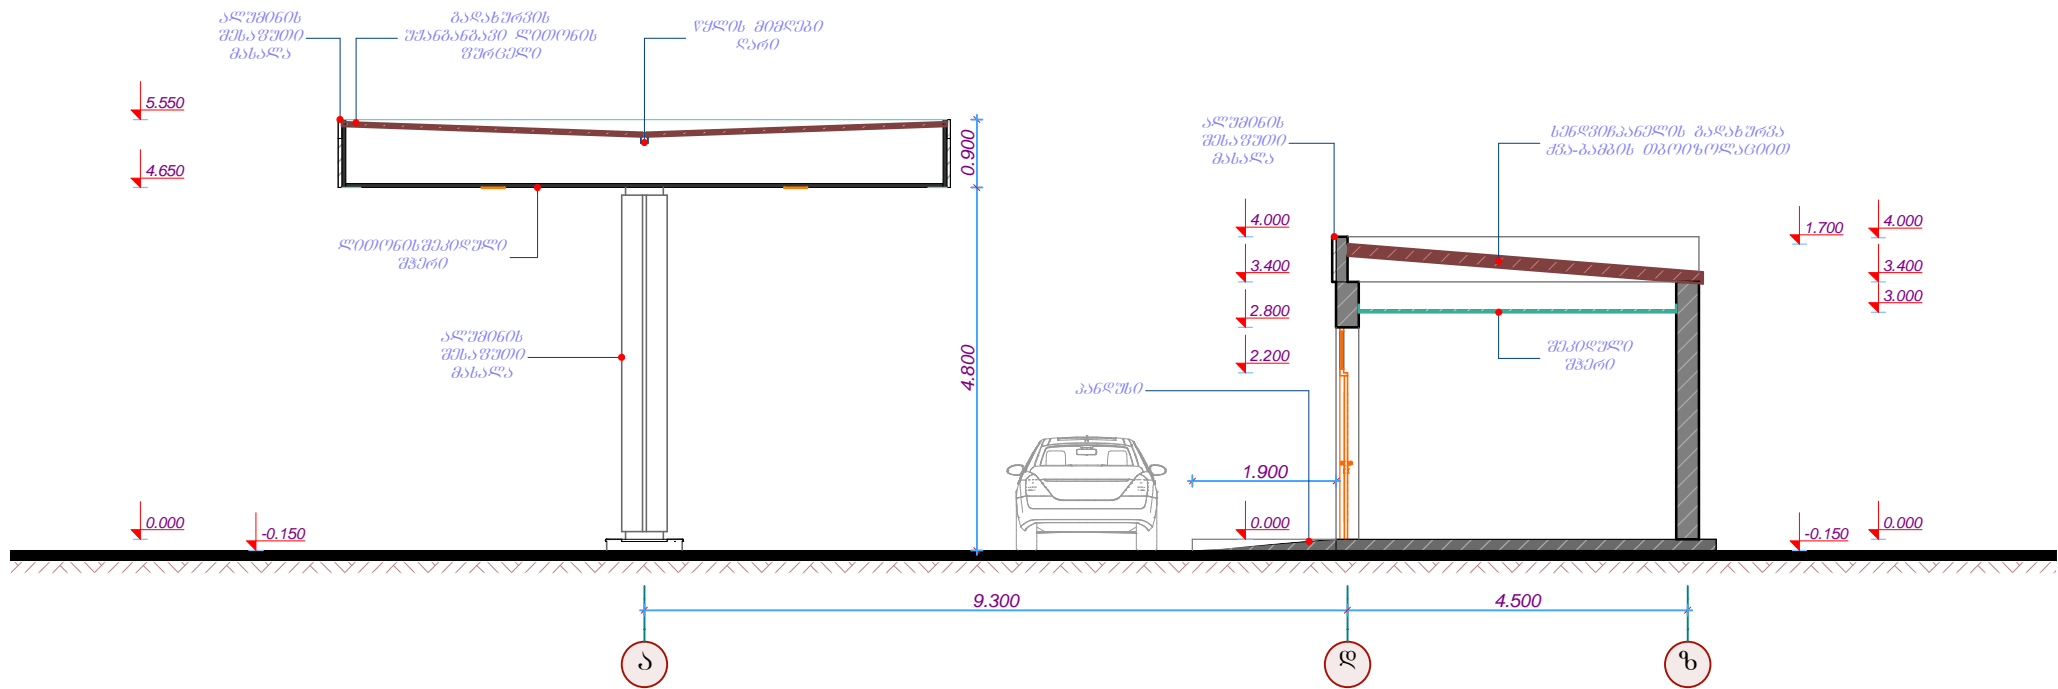 ალუმინის
შესაფუთი
მასალა
გადახურვის
ლითონის
ფურცელი
წყლის მიმღები
ღარი
5.550
4.650
0.900
ალუმინის
შესაფუთი
მასალა
სენდვიჩპანელის გადახურვა
ქვა-ბამბის თბოიზოლაციით
4.000
1.700
4.000
ლითონისშეკიდული
ჭერი
3.400
3.400
3.000
2.800
ალუმინის
შესაფუთი
მასალა
4.800
2.200
შეკიდული
ჭერი
პანდუსი
1.900
0.000
-0.150
0.000
-0.150
0.000
9.300
4.500
ა
დ
ზ